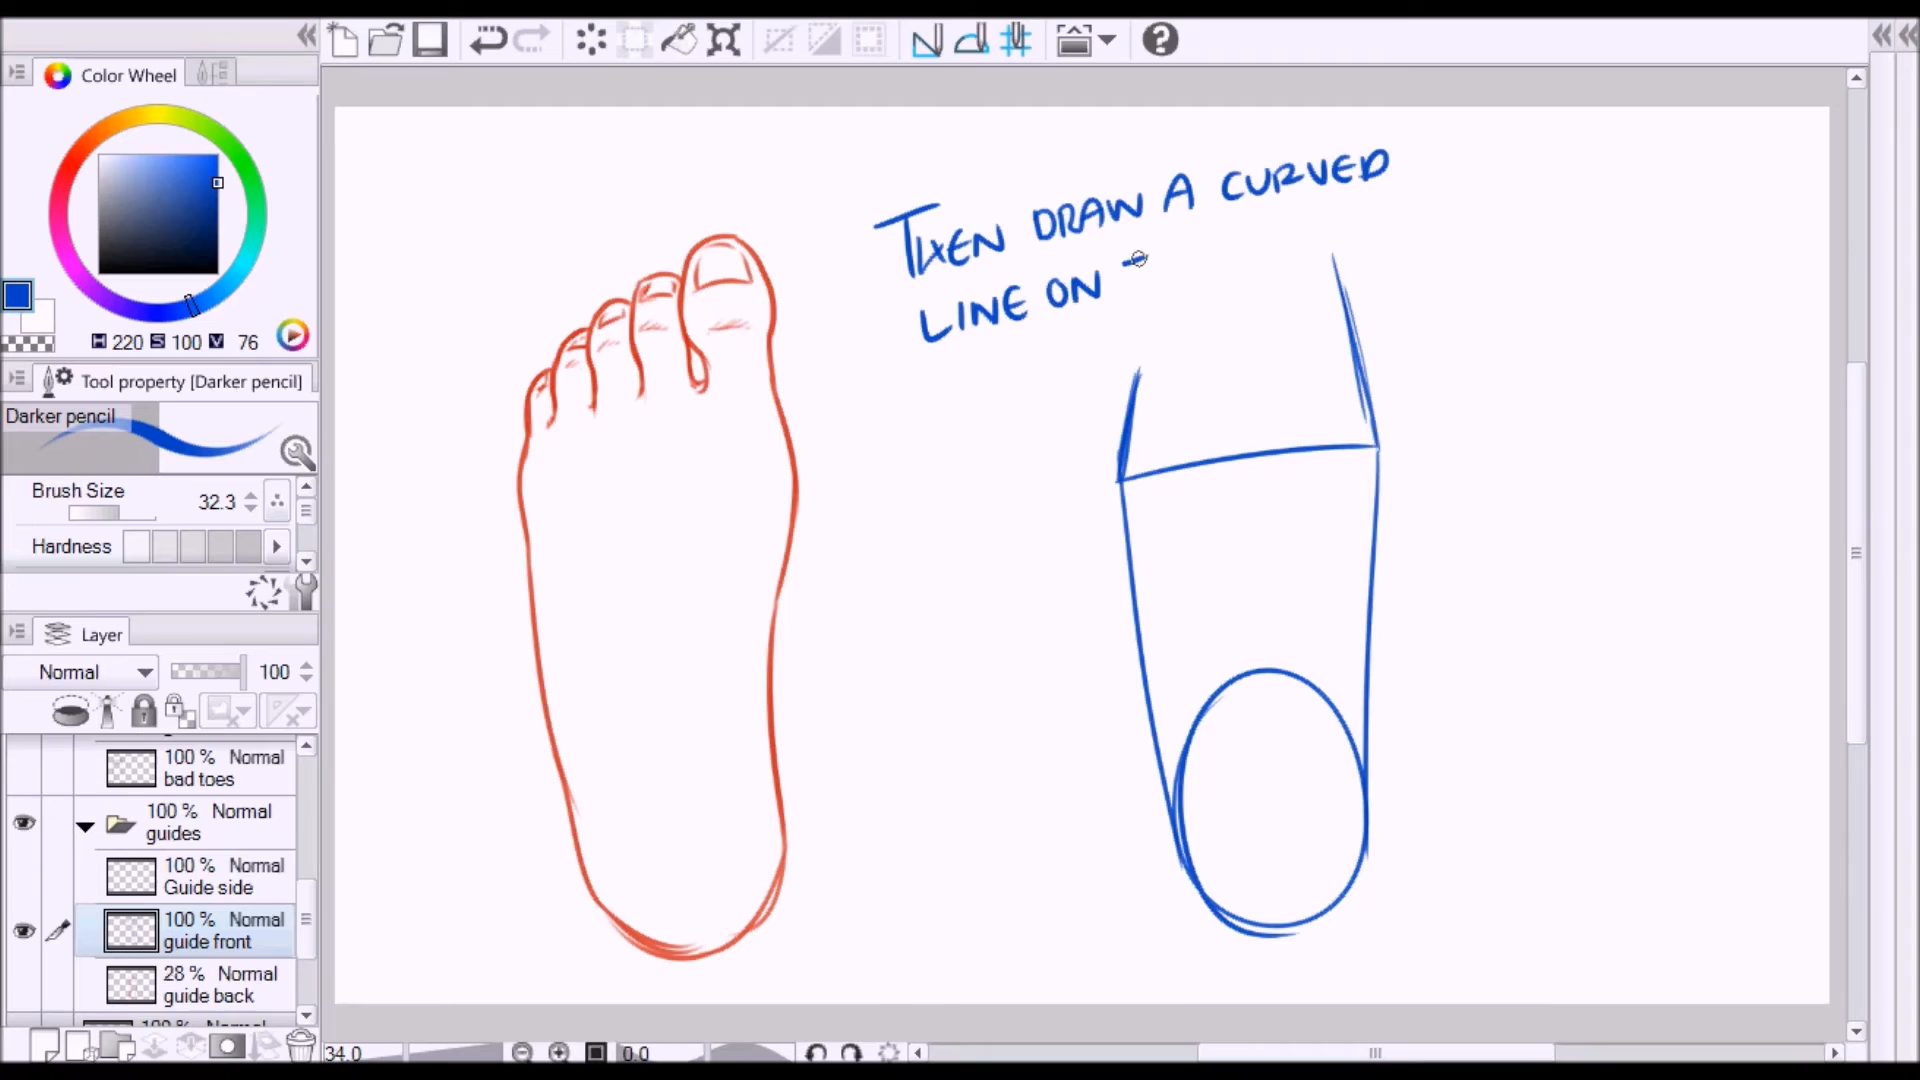 Color Wheel
H 220 S 100 V 76
Tool property [Darker pencil]
Darker pencil
Brush Size
32.3
Hardness
Layer
Normal
100
100 % Normal
bad toes
100 % Normal
guides
100 % Normal
Guide side
100 % Normal
guide front
28 % Normal
guide back
100 % Normal
THEN DRAW A CURVED
LINE ON
34.0
0.0